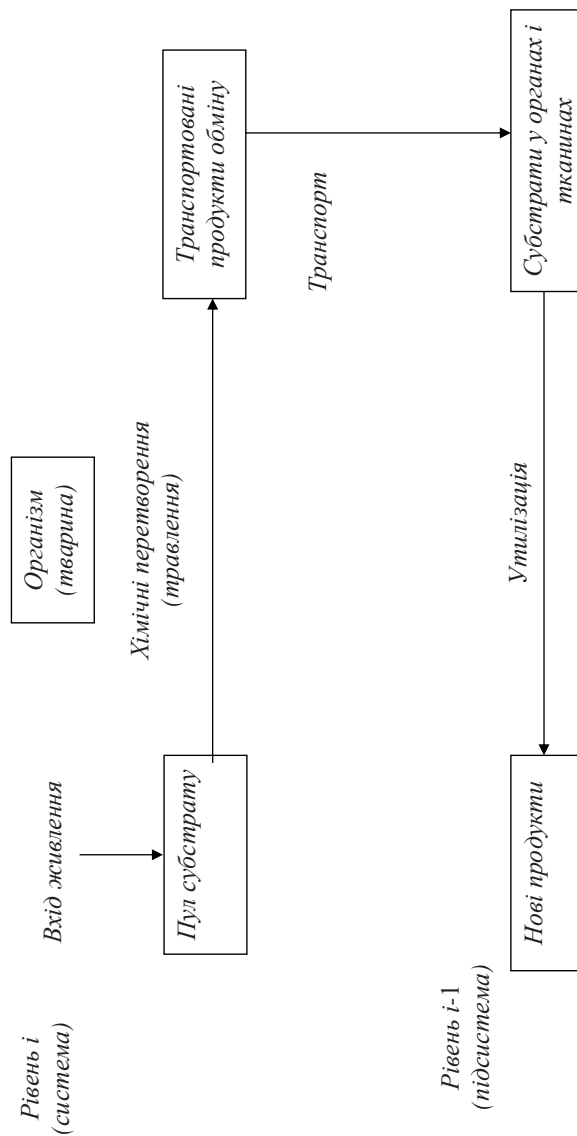 Рівень i
(система)
Вхід живлення
Організм
(тварина)
Пул субстрату
Хімічні перетворення
(травлення)
Транспортовані
продукти обміну
Транспорт
Рівень i-1
(підсистема)
Нові продукти
Утилізація
Субстрати у органах і
тканинах